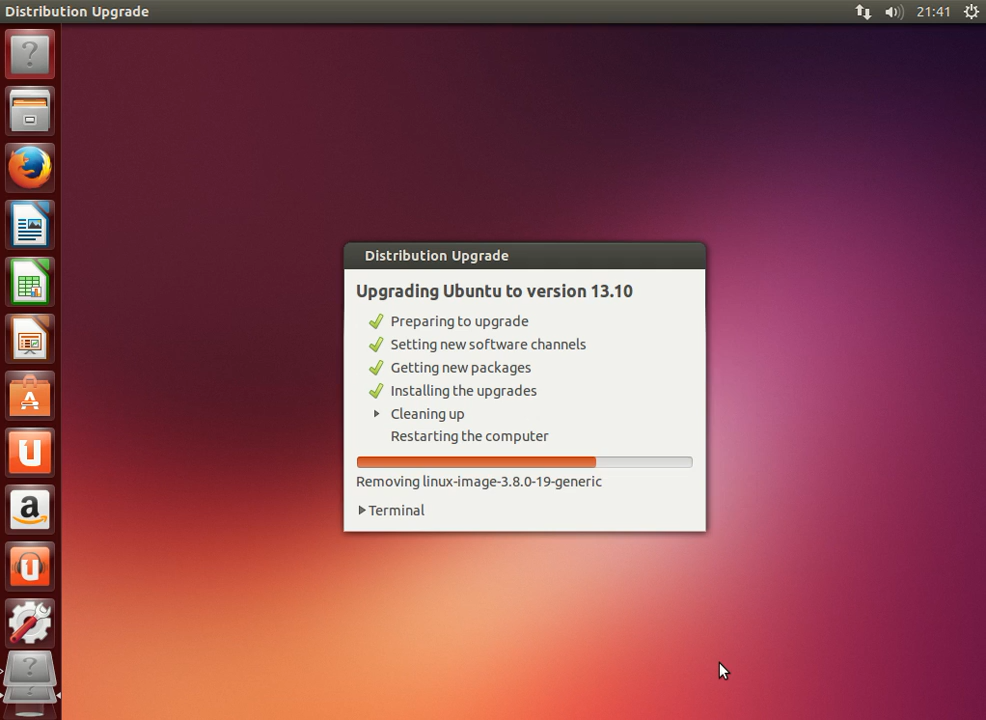 Distribution Upgrade
21:41
Distribution Upgrade
Upgrading Ubuntu to version 13.10
Preparing to upgrade
Setting new software channels
Getting new packages
Installing the upgrades
Cleaning up
Restarting the computer
Removing linux-image-3.8.0-19-generic
Terminal
?
A
U
a
U
?
?